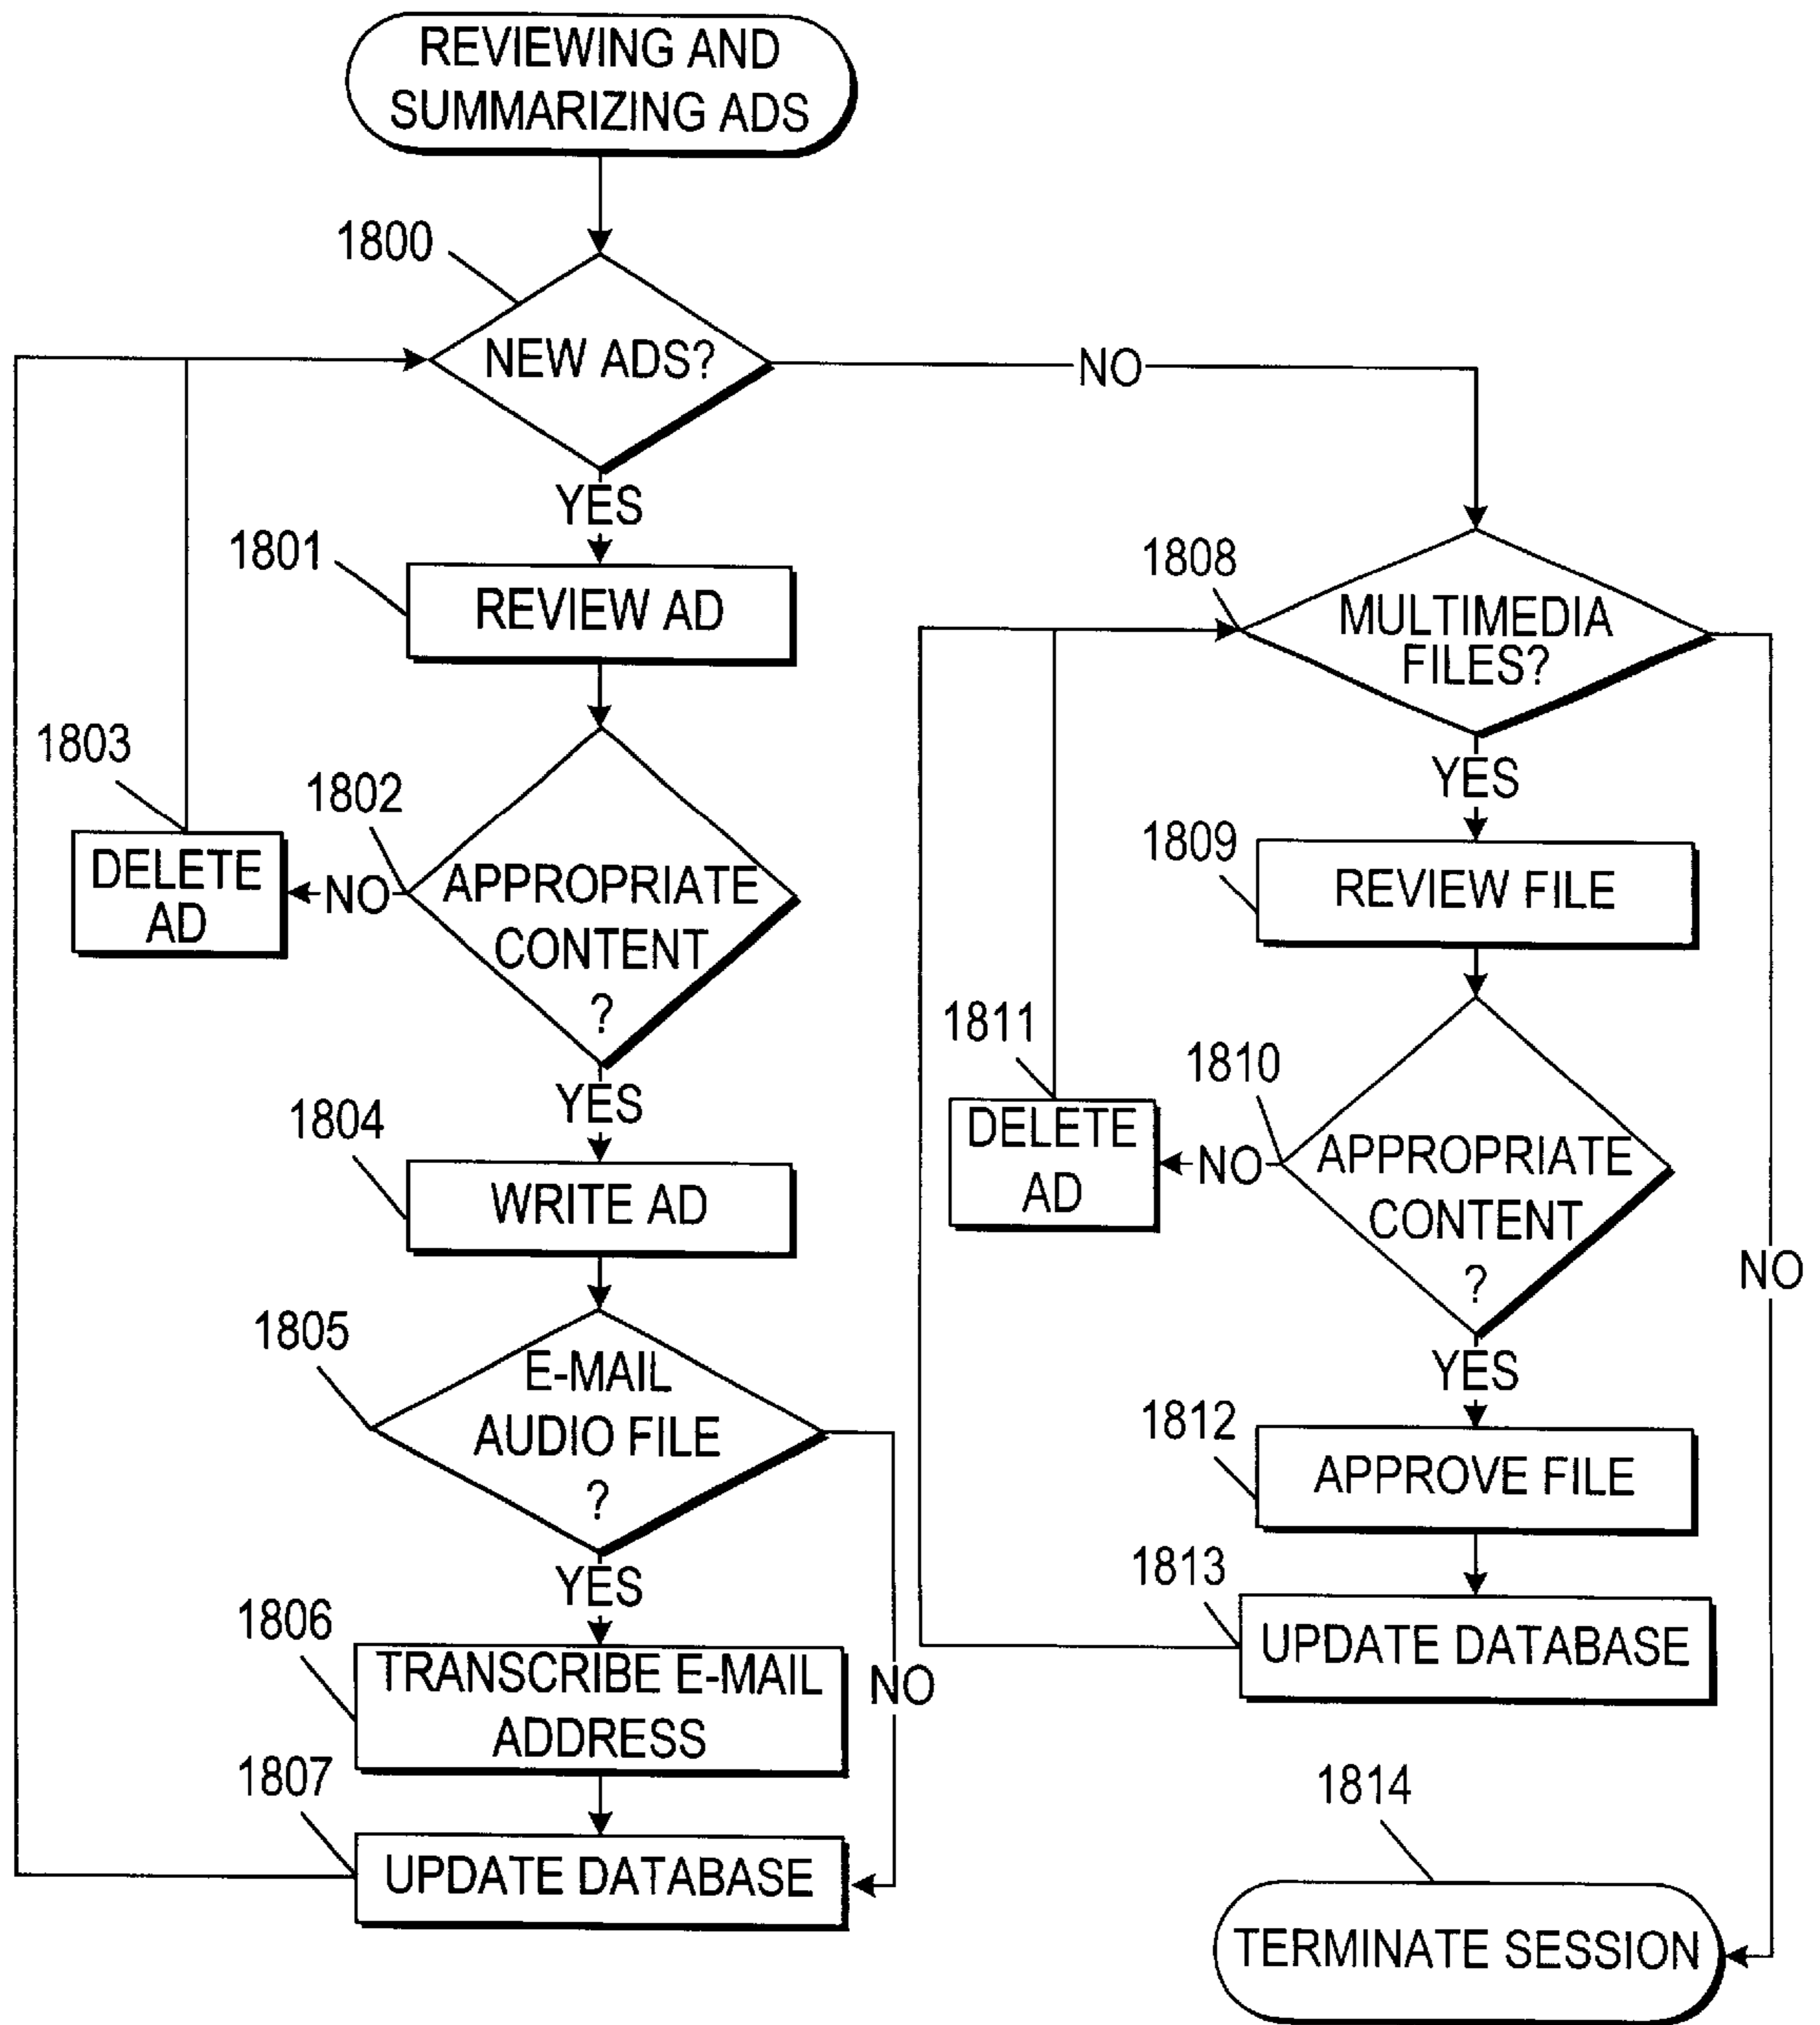 REVIEWING AND
SUMMARIZING ADS
1800
NEW ADS?
NO
YES
1801
REVIEW AD
1803
1802
DELETE
AD
NO
APPROPRIATE
CONTENT
?
YES
1804
WRITE AD
1805
E-MAIL
AUDIO FILE
?
YES
NO
1806
TRANSCRIBE E-MAIL
ADDRESS
1807
UPDATE DATABASE
1808
MULTIMEDIA
FILES?
YES
NO
1809
REVIEW FILE
1811
1810
DELETE
AD
NO
APPROPRIATE
CONTENT
?
YES
1812
APPROVE FILE
1813
UPDATE DATABASE
1814
TERMINATE SESSION